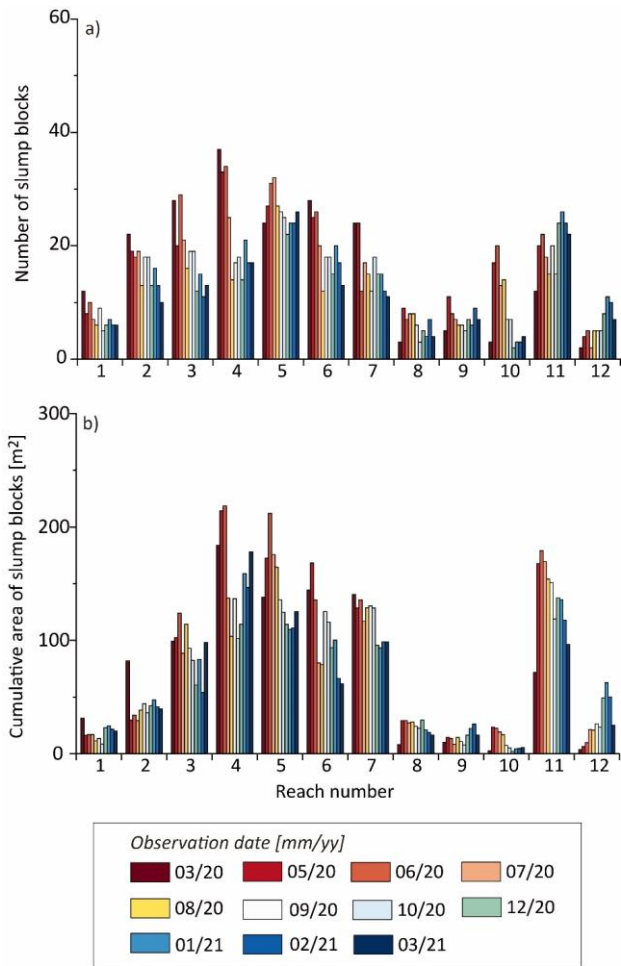 a)
60
40
20
0
Number of slump blocks
1 2 3 4 5 6 7 8 9 10 11 12
b)
300
200
100
0
Cumulative area of slump blocks [m²]
1 2 3 4 5 6 7 8 9 10 11 12
Reach number
Observation date [mm/yy]
03/20 05/20 06/20 07/20
08/20 09/20 10/20 12/20
01/21 02/21 03/21